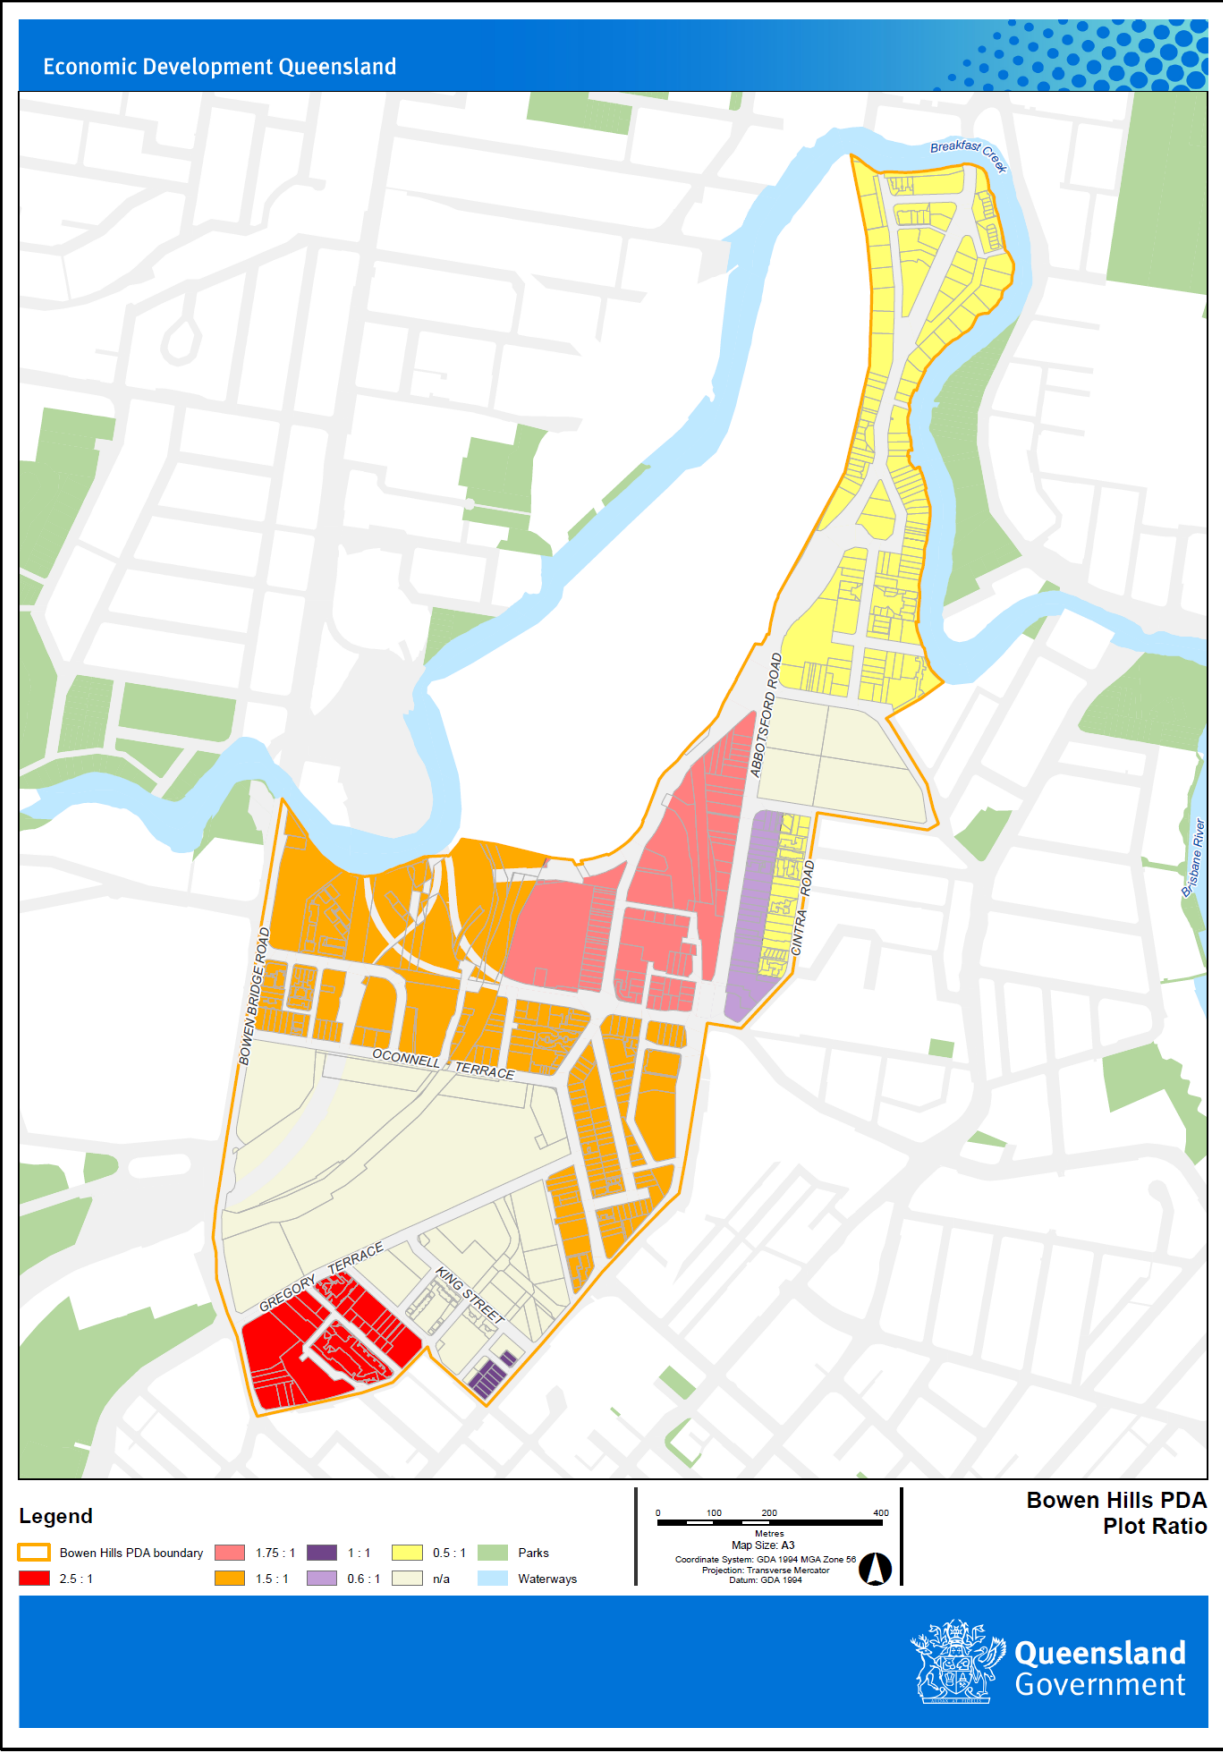 Economic Development Queensland
Breakfast Creek
ABBOTSFORD ROAD
Brisbane River
CINTRA ROAD
BOWEN BRIDGE ROAD
OCONNELL TERRACE
GREGORY TERRACE
KING STREET
Legend
Bowen Hills PDA boundary
1.75 : 1
1 : 1
0.5 : 1
Parks
2.5 : 1
1.5 : 1
0.6 : 1
n/a
Waterways
0 100 200 400
Metres
Map Size: A3
Coordinate System: GDA 1994 MGA Zone 56
Projection: Transverse Mercator
Datum: GDA 1994
Bowen Hills PDA
Plot Ratio
Queensland
Government